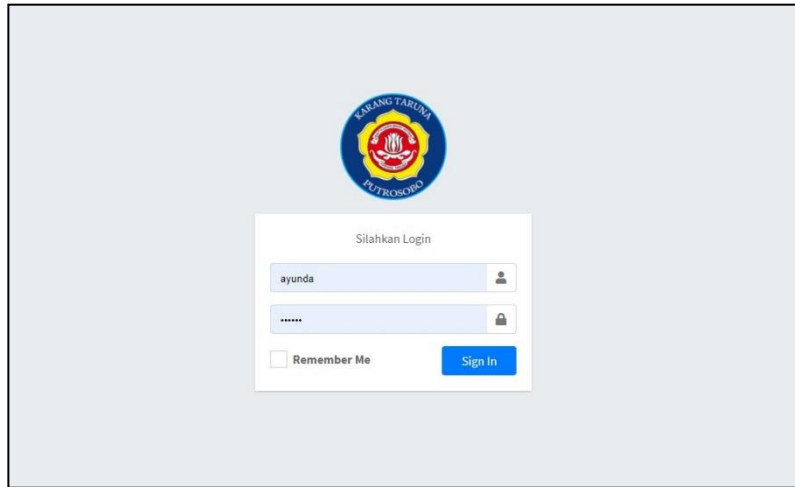 KARANG TARUNA
PUTROSOBO
Silahkan Login
ayunda
••••••
Remember Me
Sign In